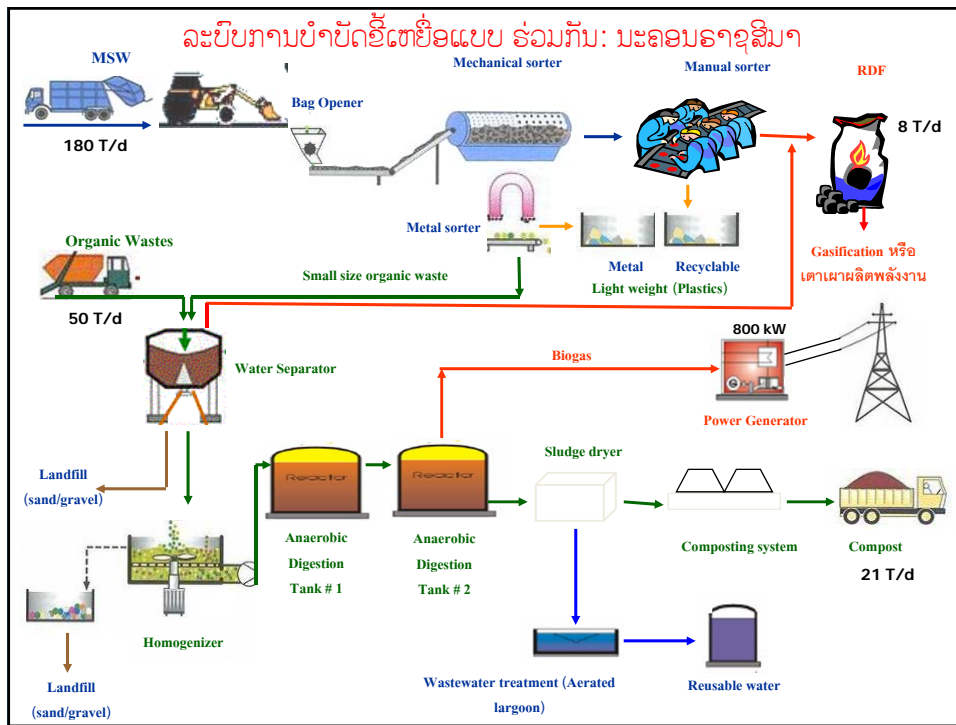 ລະບົບການບຳບັດຂີ້ເຫຍື່ອແບບ ຮ່ວມກັນ: ນະຄອນຣາຊສິມາ
MSW
Mechanical sorter
Manual sorter
RDF
Bag Opener
180 T/d
8 T/d
Metal sorter
Organic Wastes
Small size organic waste
Metal
Recyclable
Light weight (Plastics)
Gasification หรือ
เตาเผาผลิตพลังงาน
50 T/d
800 kW
Water Separator
Biogas
Power Generator
Landfill
(sand/gravel)
Reactor
Reactor
Sludge dryer
Anaerobic
Digestion
Tank # 1
Anaerobic
Digestion
Tank # 2
Composting system
Compost
21 T/d
Homogenizer
Landfill
(sand/gravel)
Wastewater treatment (Aerated
largoon)
Reusable water